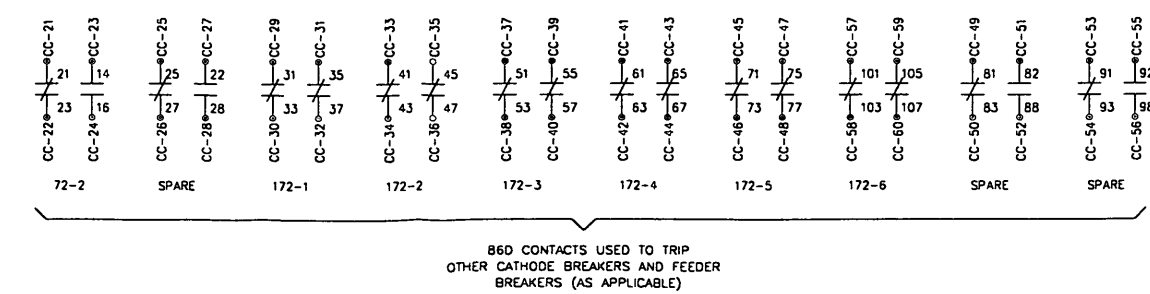 CC-21 CC-23 CC-25 CC-27 CC-29 CC-31 CC-33 CC-35 CC-37 CC-39 CC-41 CC-43 CC-45 CC-47 CC-57 CC-59 CC-49 CC-51 CC-53 CC-55
21 14 25 22 31 35 41 45 51 55 61 65 71 75 101 105 81 82 91 92
23 16 27 28 33 37 43 47 53 57 63 67 73 77 103 107 83 88 93 98
CC-22 CC-24 CC-26 CC-28 CC-30 CC-32 CC-34 CC-36 CC-38 CC-40 CC-42 CC-44 CC-46 CC-48 CC-58 CC-60 CC-50 CC-52 CC-54 CC-56
72-2 SPARE 172-1 172-2 172-3 172-4 172-5 172-6 SPARE SPARE
86D CONTACTS USED TO TRIP
OTHER CATHODE BREAKERS AND FEEDER
BREAKERS (AS APPLICABLE)